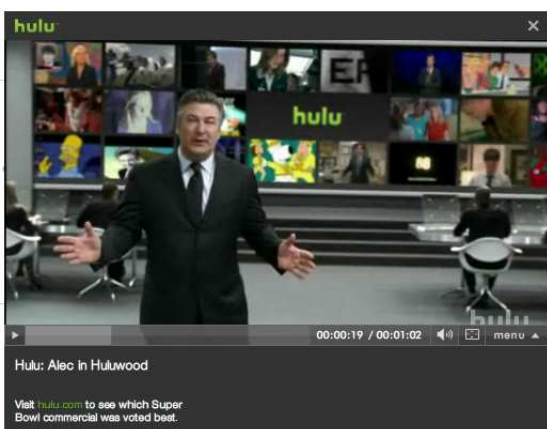 hulu
hulu
hulu
00:00:19 / 00:01:02
menu
Hulu: Alec in Huluwood
Visit hulu.com to see which Super
Bowl commercial was voted best.